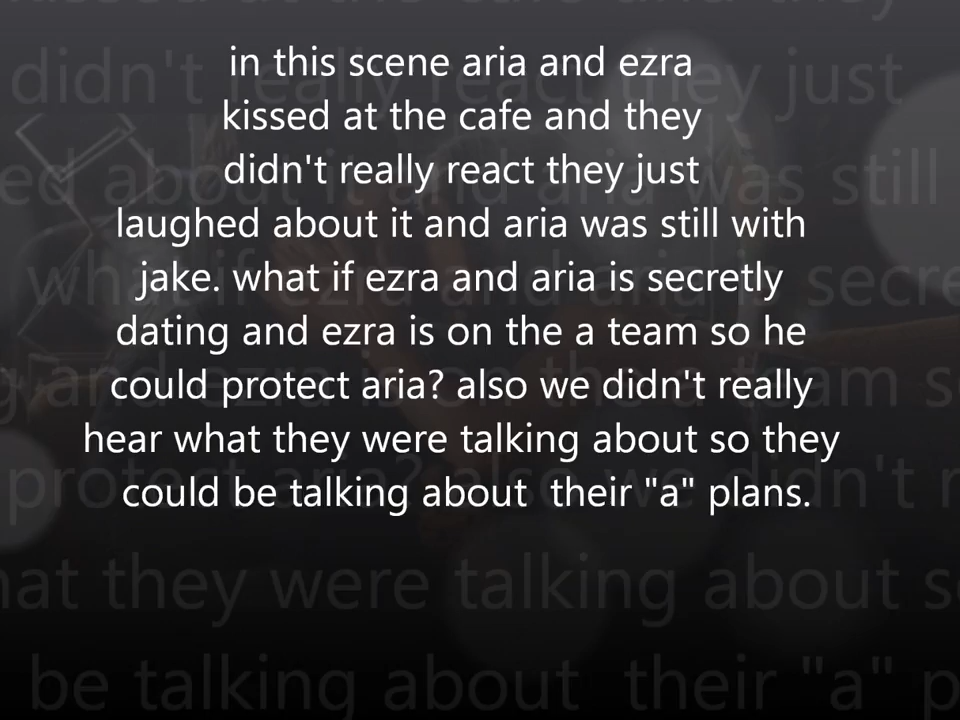 in this scene aria and ezra
kissed at the cafe and they
didn't really react they just
laughed about it and aria was still with
jake. what if ezra and aria is secretly
dating and ezra is on the a team so he
could protect aria? also we didn't really
hear what they were talking about so they
could be talking about  their "a" plans.